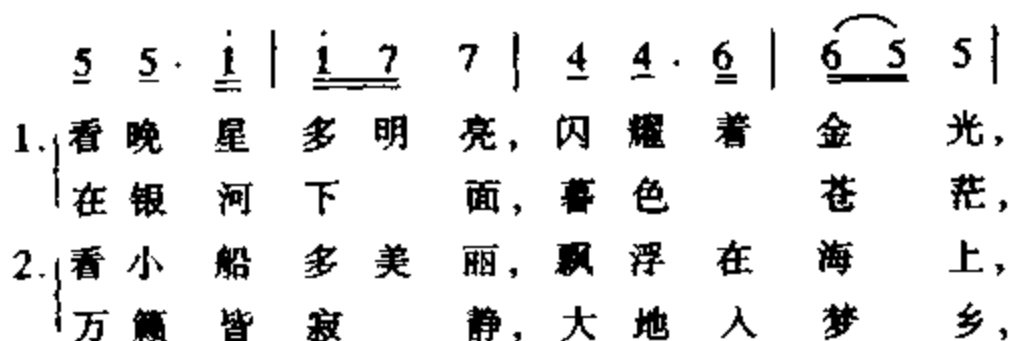 5 5 · i | i 7 7 | 4 4 · 6 | 6 5 5 |
1. 看晚星多明亮，闪耀着金光，
在银河下面，暮色苍茫，
2. 看小船多美丽，飘浮在海上，
万籁皆寂静，大地入梦乡，